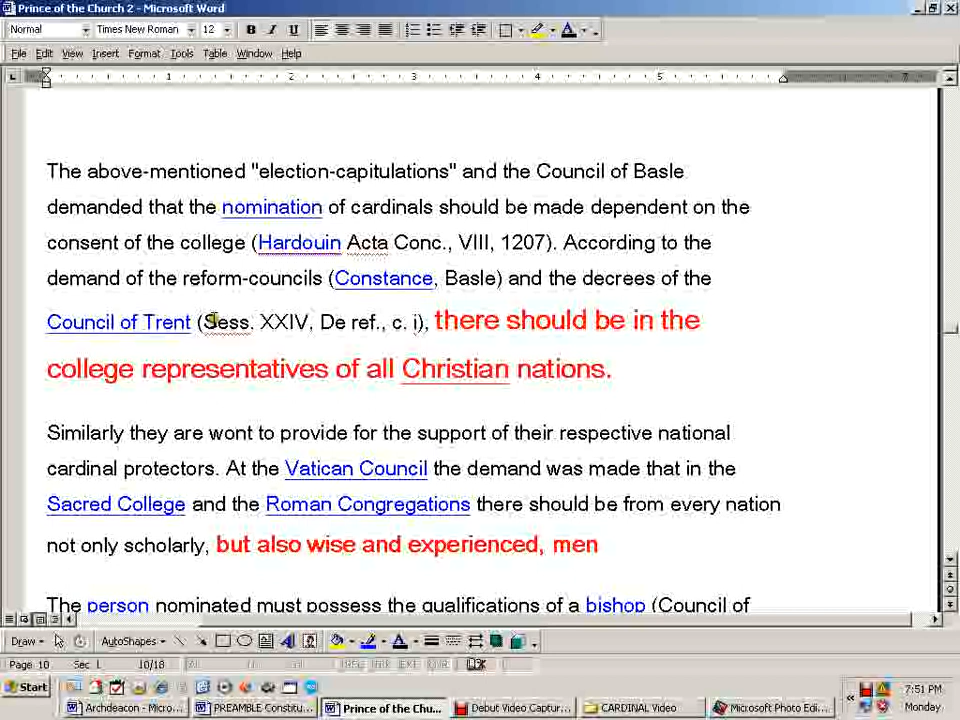 Prince of the Church 2 - Microsoft Word
Normal Times New Roman 12 B I U A
File Edit View Insert Format Tools Table Window Help
1 2 3 4 5 7
The above-mentioned "election-capitulations" and the Council of Basle
demanded that the nomination of cardinals should be made dependent on the
consent of the college (Hardouin Acta Conc., VIII, 1207). According to the
demand of the reform-councils (Constance, Basle) and the decrees of the
Council of Trent (Sess. XXIV, De ref., c. i), there should be in the
college representatives of all Christian nations.
Similarly they are wont to provide for the support of their respective national
cardinal protectors. At the Vatican Council the demand was made that in the
Sacred College and the Roman Congregations there should be from every nation
not only scholarly, but also wise and experienced, men
The person nominated must possess the qualifications of a bishop (Council of
Draw AutoShapes
Page 10 Sec 1 10/18
Start 7:51 PM
Archdeacon - Micro... PREAMBLE Constitu... Prince of the Chu... Debut Video Captur... CARDINAL Video Microsoft Photo Edi... Monday